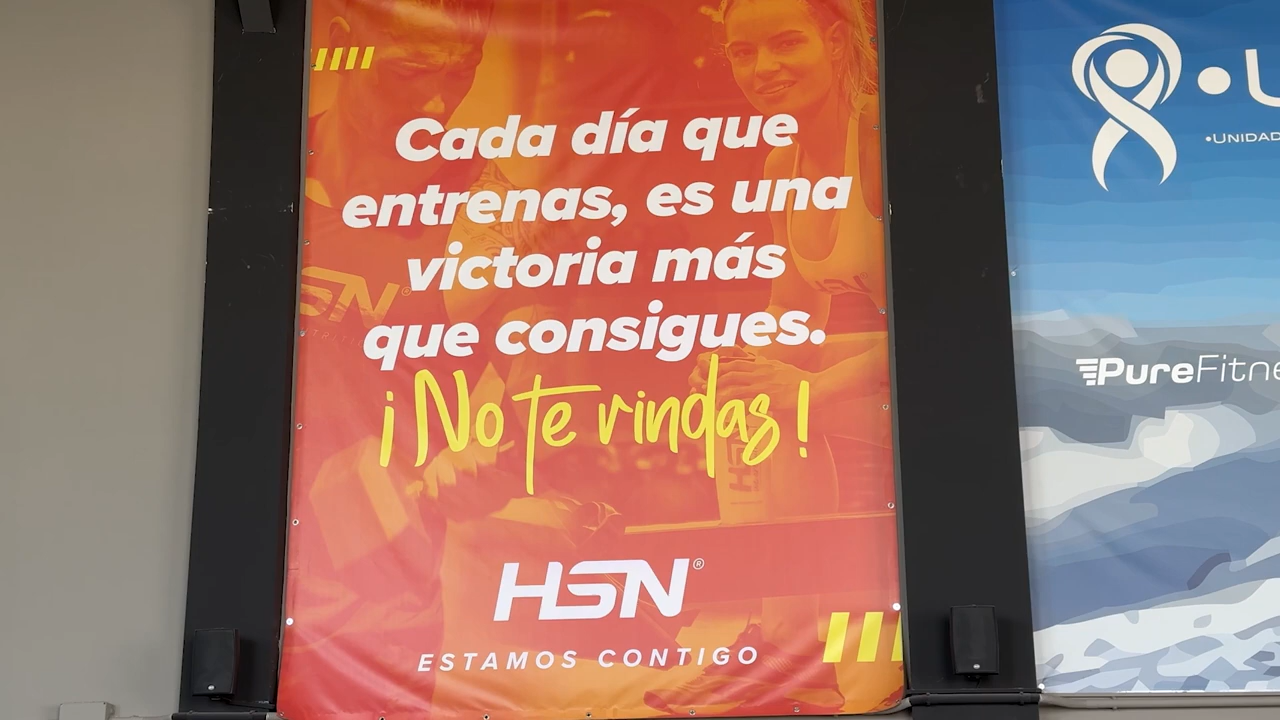 Cada día que
entrenas, es una
victoria más
que consigues.
¡No te rindas!
HSN®
ESTAMOS CONTIGO
•UNIDAD
PureFitne